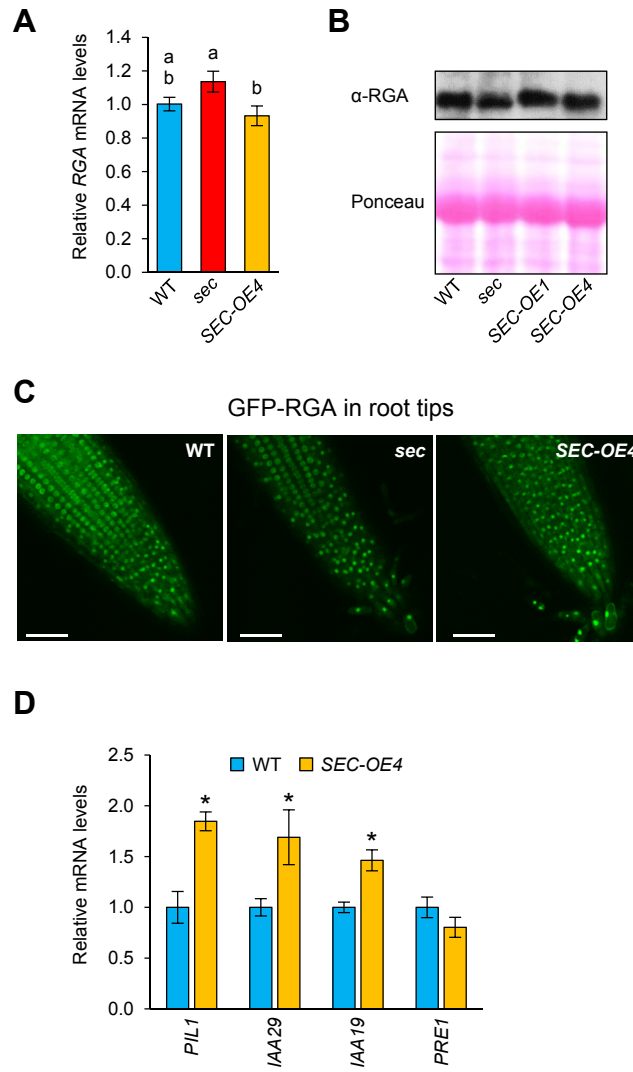 A
Relative RGA mRNA levels
1.4
1.2
1.0
0.8
0.6
0.4
0.2
0.0
a
b
a
b
WT
sec
SEC-OE4
B
α-RGA
Ponceau
WT
sec
SEC-OE1
SEC-OE4
C
GFP-RGA in root tips
WT
sec
SEC-OE4
D
Relative mRNA levels
2.5
2.0
1.5
1.0
0.5
0.0
WT SEC-OE4
*
*
*
PIL1
IAA29
IAA19
PRE1